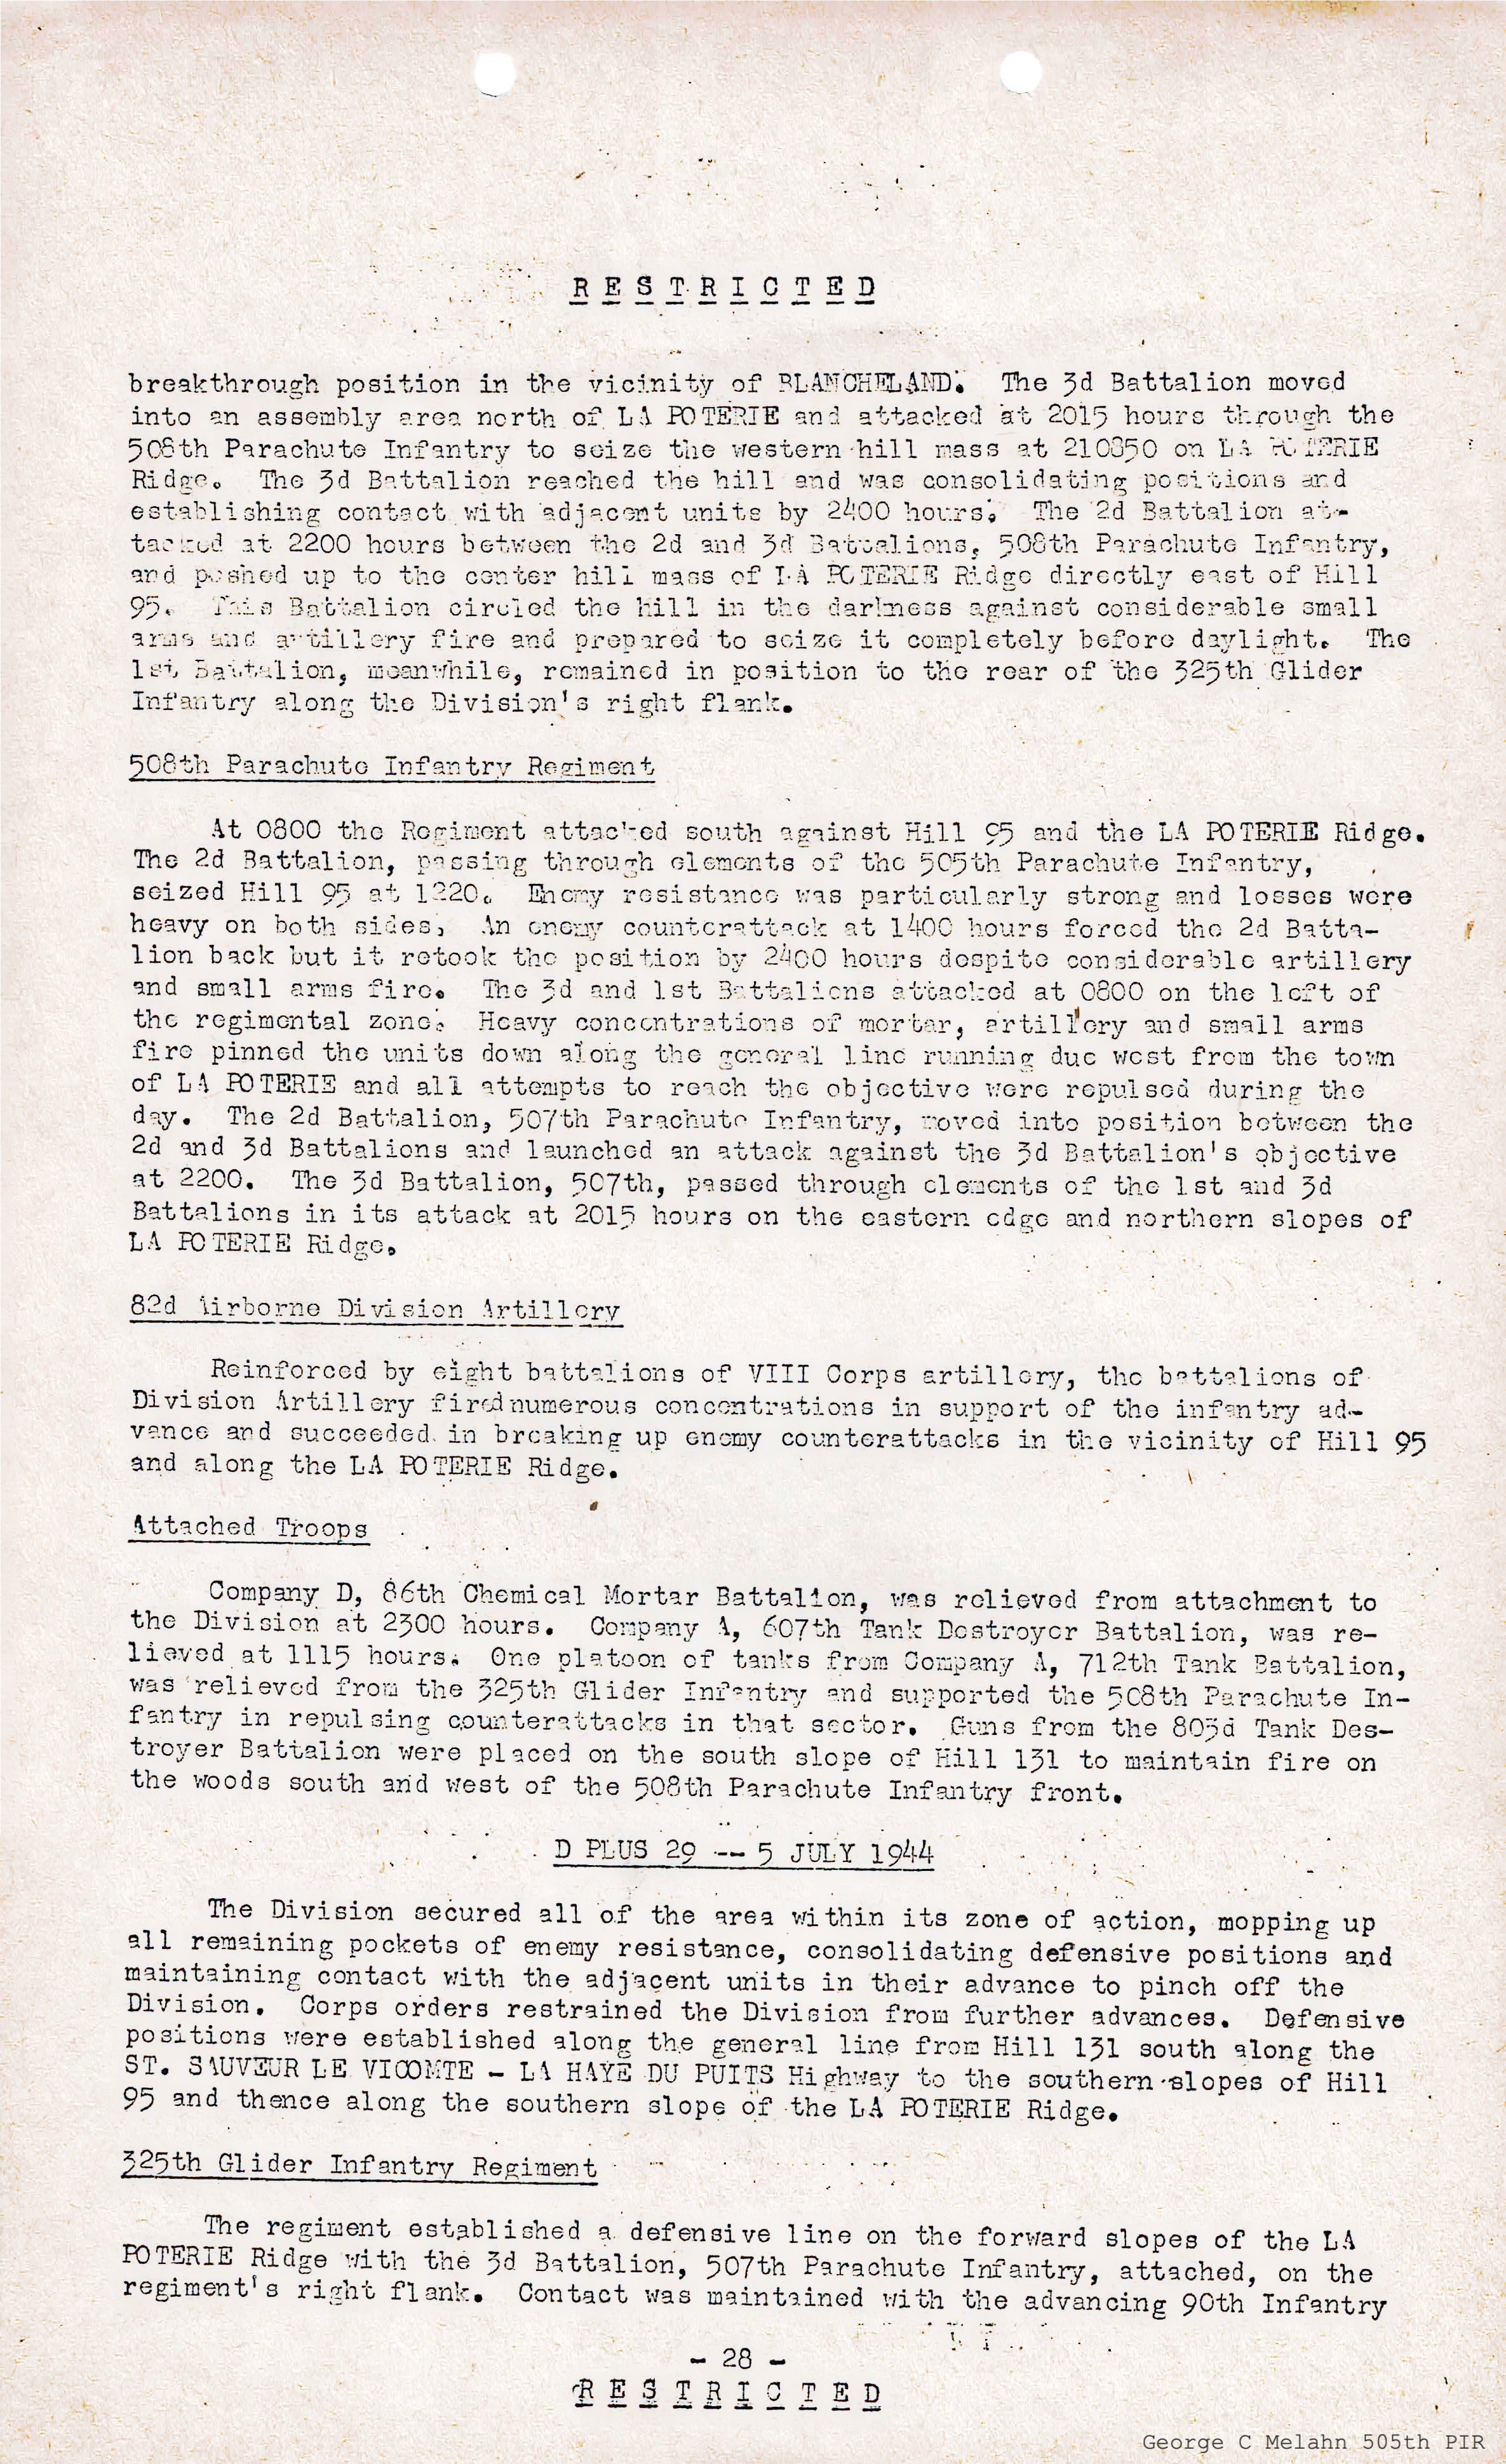 R E S T R I C T E D
breakthrough position in the vicinity of BLANCHELAND. The 3d Battalion moved
into an assembly area north of LA POTERIE and attacked at 2015 hours through the
508th Parachute Infantry to seize the western hill mass at 210850 on LA POTERIE
Ridge. The 3d Battalion reached the hill and was consolidating positions and
establishing contact with adjacent units by 2400 hours. The 2d Battalion at-
tacked at 2200 hours between the 2d and 3d Battalions, 508th Parachute Infantry,
and pushed up to the center hill mass of LA POTERIE Ridge directly east of Hill
95. This Battalion circled the hill in the darkness against considerable small
arms and artillery fire and prepared to seize it completely before daylight. The
1st Battalion, meanwhile, remained in position to the rear of the 325th Glider
Infantry along the Division's right flank.
508th Parachute Infantry Regiment
At 0800 the Regiment attacked south against Hill 95 and the LA POTERIE Ridge.
The 2d Battalion, passing through elements of the 505th Parachute Infantry,
seized Hill 95 at 1220. Enemy resistance was particularly strong and losses were
heavy on both sides. An enemy counterattack at 1400 hours forced the 2d Batta-
lion back but it retook the position by 2400 hours despite considerable artillery
and small arms fire. The 3d and 1st Battalions attacked at 0800 on the left of
the regimental zone. Heavy concentrations of mortar, artillery and small arms
fire pinned the units down along the general line running due west from the town
of LA POTERIE and all attempts to reach the objective were repulsed during the
day. The 2d Battalion, 507th Parachute Infantry, moved into position between the
2d and 3d Battalions and launched an attack against the 3d Battalion's objective
at 2200. The 3d Battalion, 507th, passed through elements of the 1st and 3d
Battalions in its attack at 2015 hours on the eastern edge and northern slopes of
LA POTERIE Ridge.
82d Airborne Division Artillery
Reinforced by eight battalions of VIII Corps artillery, the battalions of
Division Artillery fired numerous concentrations in support of the infantry ad-
vance and succeeded in breaking up enemy counterattacks in the vicinity of Hill 95
and along the LA POTERIE Ridge.
Attached Troops
Company D, 86th Chemical Mortar Battalion, was relieved from attachment to
the Division at 2300 hours. Company A, 607th Tank Destroyer Battalion, was re-
lieved at 1115 hours. One platoon of tanks from Company A, 712th Tank Battalion,
was relieved from the 325th Glider Infantry and supported the 508th Parachute In-
fantry in repulsing counterattacks in that sector. Guns from the 803d Tank Des-
troyer Battalion were placed on the south slope of Hill 131 to maintain fire on
the woods south and west of the 508th Parachute Infantry front.
D PLUS 29 -- 5 JULY 1944
The Division secured all of the area within its zone of action, mopping up
all remaining pockets of enemy resistance, consolidating defensive positions and
maintaining contact with the adjacent units in their advance to pinch off the
Division. Corps orders restrained the Division from further advances. Defensive
positions were established along the general line from Hill 131 south along the
ST. SAUVEUR LE VICOMTE - LA HAYE DU PUITS Highway to the southern slopes of Hill
95 and thence along the southern slope of the LA POTERIE Ridge.
325th Glider Infantry Regiment
The regiment established a defensive line on the forward slopes of the LA
POTERIE Ridge with the 3d Battalion, 507th Parachute Infantry, attached, on the
regiment's right flank. Contact was maintained with the advancing 90th Infantry
- 28 -
R E S T R I C T E D
George C Melahn 505th PIR